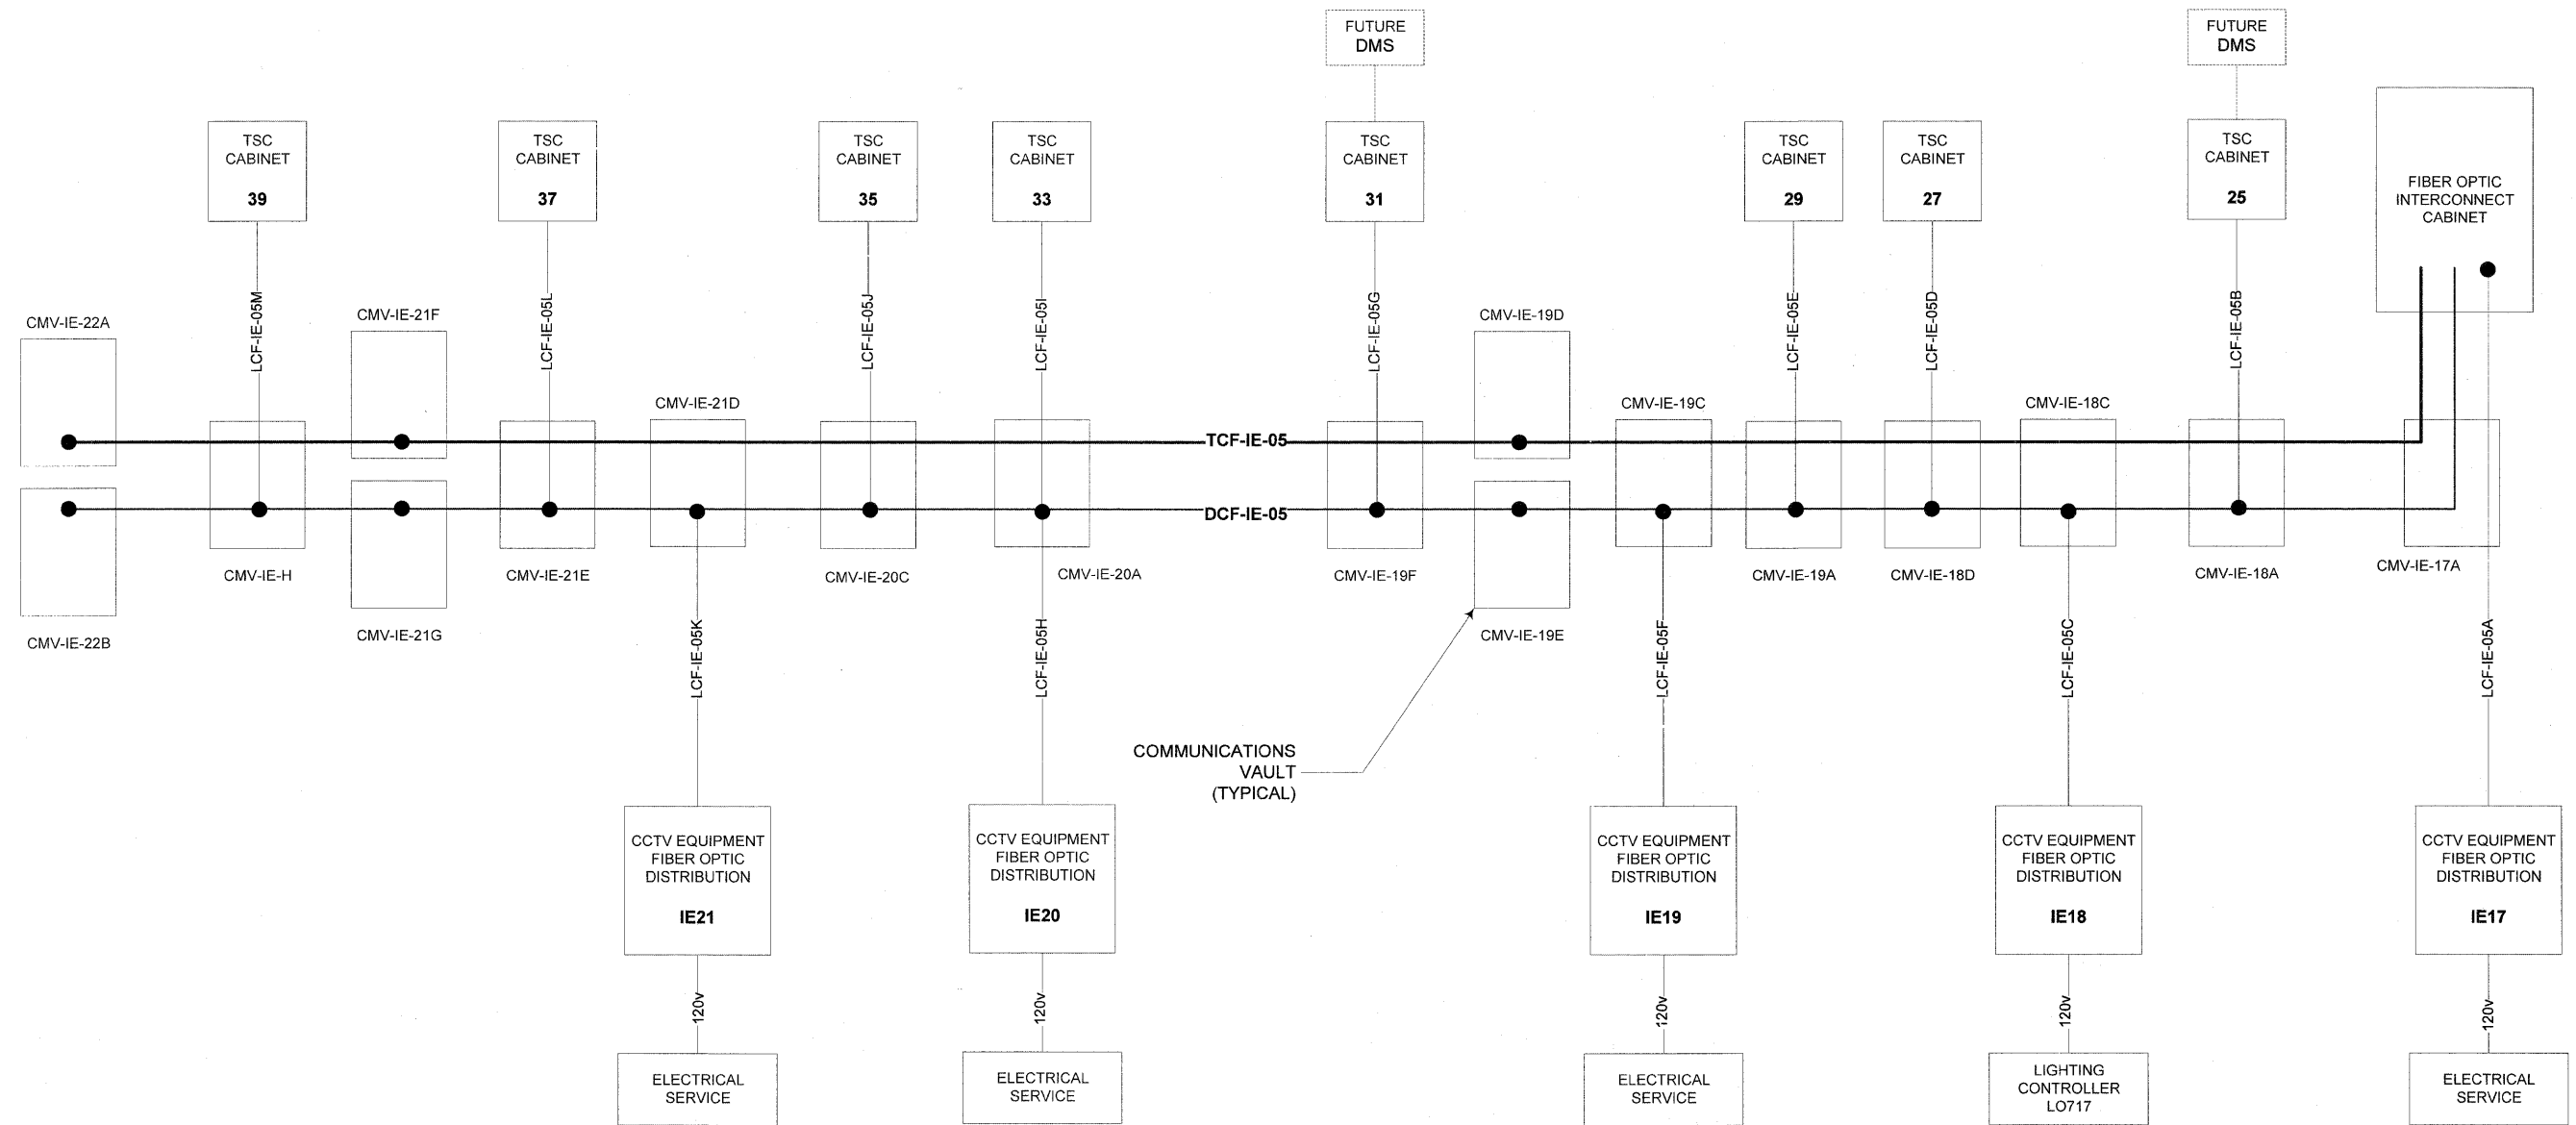 FUTURE
DMS
FUTURE
DMS
TSC
CABINET
39
TSC
CABINET
37
TSC
CABINET
35
TSC
CABINET
33
TSC
CABINET
31
TSC
CABINET
29
TSC
CABINET
27
TSC
CABINET
25
FIBER OPTIC
INTERCONNECT
CABINET
LCF-IE-05M
LCF-IE-05L
LCF-IE-05J
LCF-IE-05I
LCF-IE-05G
LCF-IE-05E
LCF-IE-05D
LCF-IE-05B
CMV-IE-22A
CMV-IE-21F
CMV-IE-19D
CMV-IE-21D
CMV-IE-19C
CMV-IE-18C
TCF-IE-05
DCF-IE-05
CMV-IE-H
CMV-IE-21E
CMV-IE-20C
CMV-IE-20A
CMV-IE-19F
CMV-IE-19A
CMV-IE-18D
CMV-IE-18A
CMV-IE-17A
CMV-IE-22B
CMV-IE-21G
CMV-IE-19E
LCF-IE-05K
LCF-IE-05H
LCF-IE-05F
LCF-IE-05C
LCF-IE-05A
COMMUNICATIONS
VAULT
(TYPICAL)
CCTV EQUIPMENT
FIBER OPTIC
DISTRIBUTION
IE21
CCTV EQUIPMENT
FIBER OPTIC
DISTRIBUTION
IE20
CCTV EQUIPMENT
FIBER OPTIC
DISTRIBUTION
IE19
CCTV EQUIPMENT
FIBER OPTIC
DISTRIBUTION
IE18
CCTV EQUIPMENT
FIBER OPTIC
DISTRIBUTION
IE17
120v
120v
120v
120v
120v
ELECTRICAL
SERVICE
ELECTRICAL
SERVICE
ELECTRICAL
SERVICE
LIGHTING
CONTROLLER
LO717
ELECTRICAL
SERVICE